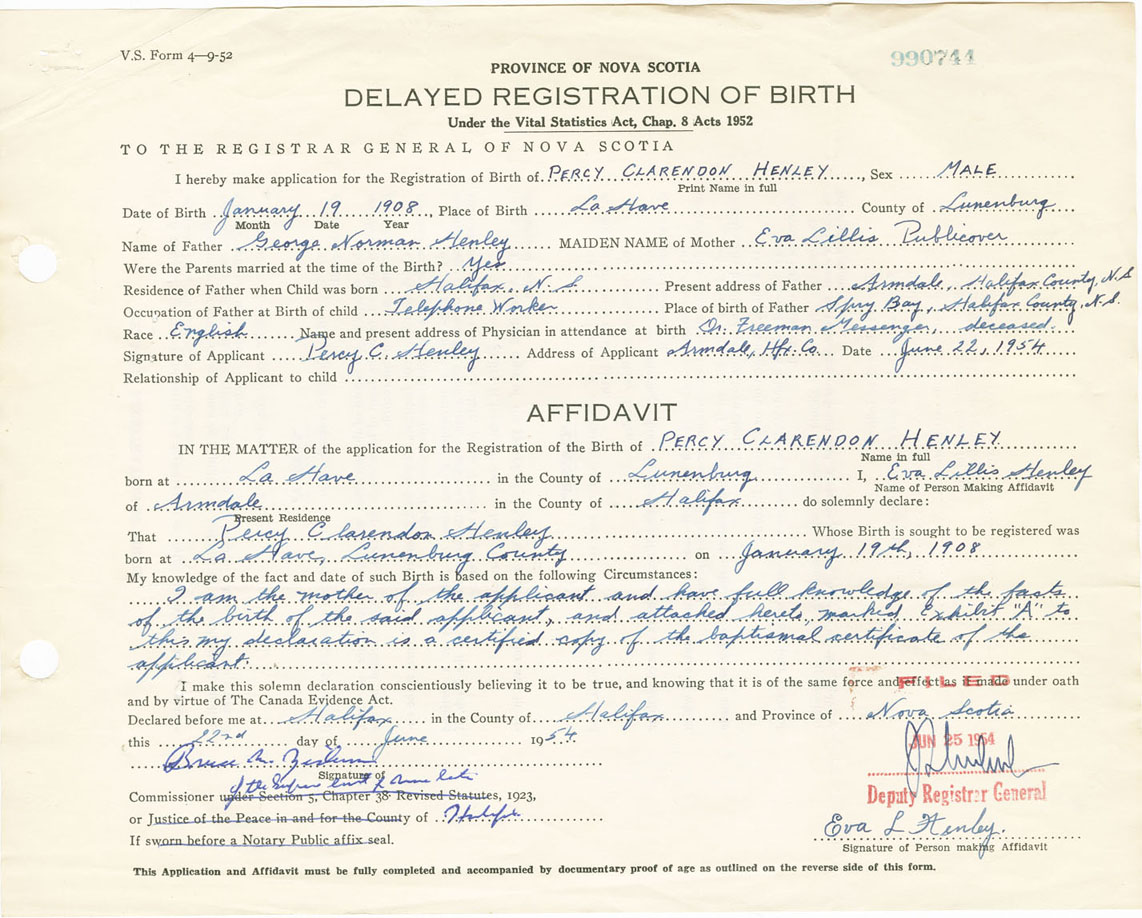 V.S. Form 4—9-52
990744
PROVINCE OF NOVA SCOTIA
DELAYED REGISTRATION OF BIRTH
Under the Vital Statistics Act, Chap. 8 Acts 1952
TO THE REGISTRAR GENERAL OF NOVA SCOTIA
I hereby make application for the Registration of Birth of PERCY CLARENDON HENLEY, Sex MALE
Print Name in full
Date of Birth January 19 1908, Place of Birth La Have County of Lunenburg
Month Date Year
Name of Father George Norman Henley MAIDEN NAME of Mother Eva Lillis Publicover
Were the Parents married at the time of the Birth? Yes
Residence of Father when Child was born Halifax, N.S. Present address of Father Armdale, Halifax County, N.S
Occupation of Father at Birth of child Telephone Worker Place of birth of Father Spry Bay, Halifax County, N.S.
Race English Name and present address of Physician in attendance at birth Dr. Freeman Messenger, deceased.
Signature of Applicant Percy C. Henley Address of Applicant Armdale, Hfx. Co. Date June 22, 1954
Relationship of Applicant to child
AFFIDAVIT
IN THE MATTER of the application for the Registration of the Birth of PERCY CLARENDON HENLEY
Name in full
born at La Have in the County of Lunenburg I, Eva Lillis Henley
Name of Person Making Affidavit
of Armdale in the County of Halifax do solemnly declare:
Present Residence
That Percy Clarendon Henley Whose Birth is sought to be registered was
born at La Have, Lunenburg County on January 19th, 1908
My knowledge of the fact and date of such Birth is based on the following Circumstances:
I am the mother of the applicant and have full knowledge of the facts
of the birth of the said applicant, and attached hereto, marked Exhibit "A" to
this my declaration is a certified copy of the baptismal certificate of the
applicant.
I make this solemn declaration conscientiously believing it to be true, and knowing that it is of the same force and effect as if made under oath
FILED
and by virtue of The Canada Evidence Act.
Declared before me at Halifax in the County of Halifax and Province of Nova Scotia
this 22nd day of June 1954.
JUN 25 1954
Signature of
Commissioner under Section 5, Chapter 38 Revised Statutes, 1923,
Deputy Registrar General
or Justice of the Peace in and for the County of Halifax
Eva L Henley.
If sworn before a Notary Public affix seal.
Signature of Person making Affidavit
This Application and Affidavit must be fully completed and accompanied by documentary proof of age as outlined on the reverse side of this form.